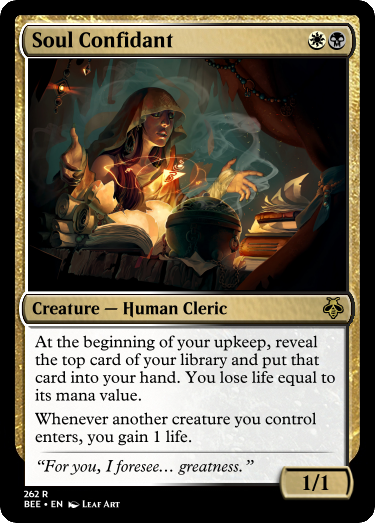 Soul Confidant
Creature — Human Cleric
At the beginning of your upkeep, reveal
the top card of your library and put that
card into your hand. You lose life equal to
its mana value.
Whenever another creature you control
enters, you gain 1 life.
“For you, I foresee… greatness.”
1/1
262 R
BEE • EN Leaf Art